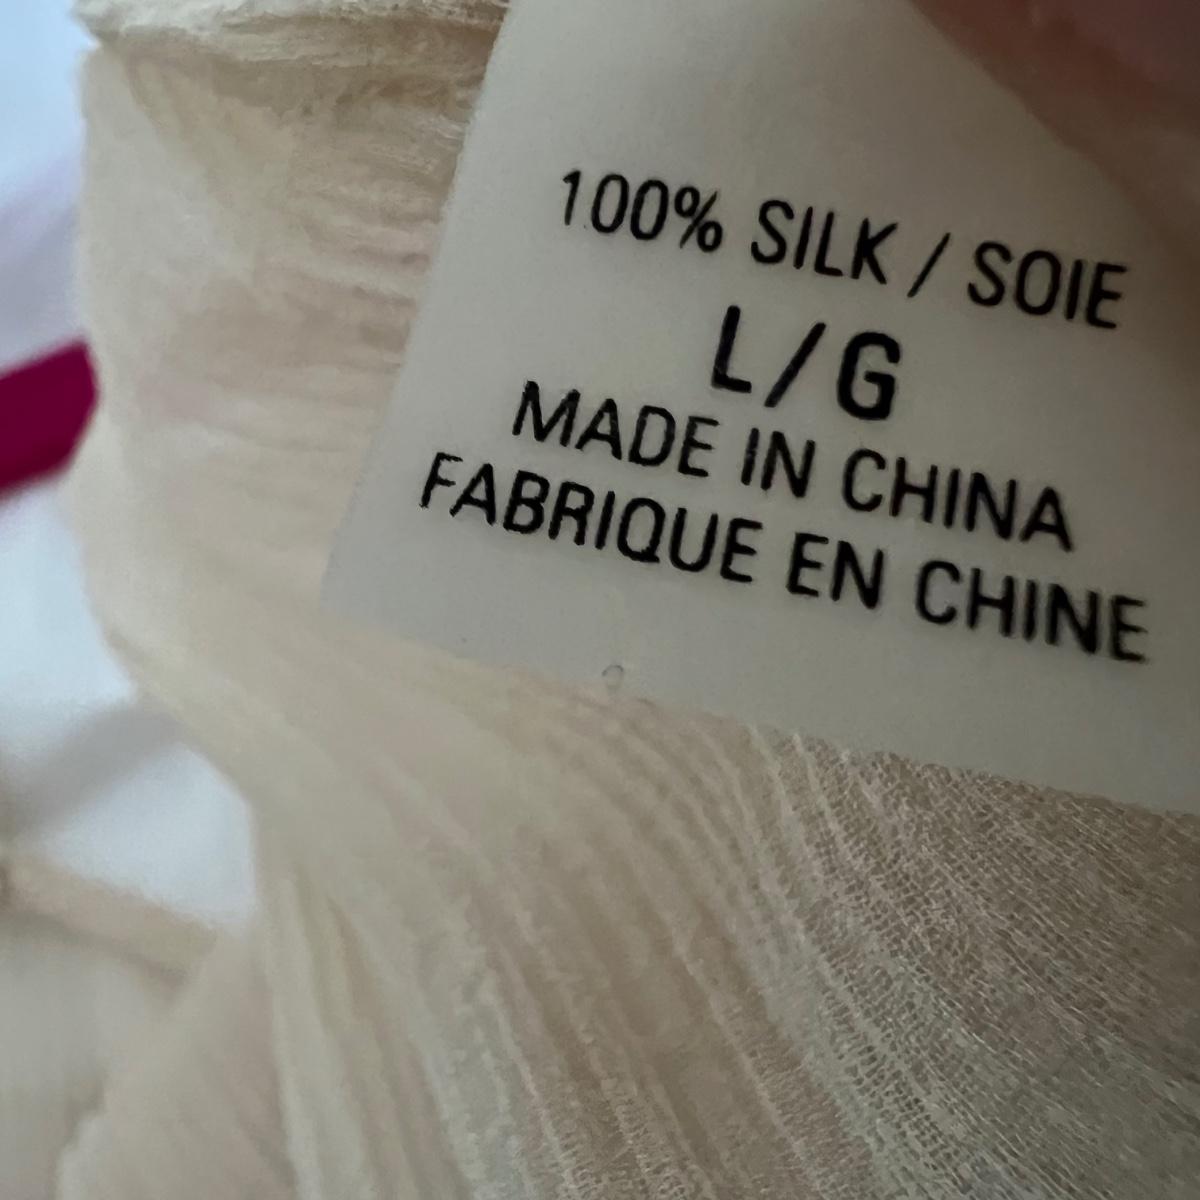 100% SILK / SOIE
L/G
MADE IN CHINA
FABRIQUE EN CHINE